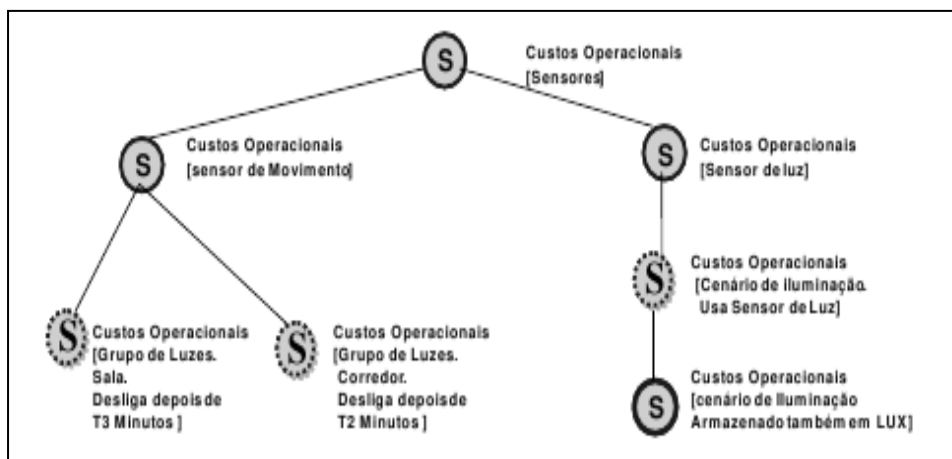 S
Custos Operacionais
[Sensores]
S
Custos Operacionais
[sensor de Movimento]
S
Custos Operacionais
[Sensor de luz]
S
Custos Operacionais
[Cenário de iluminação.
Usa Sensor de Luz]
S
Custos Operacionais
[Grupo de Luzes.
Sala.
Desliga depois de
T3 Minutos ]
S
Custos Operacionais
[Grupo de Luzes.
Corredor.
Desliga depois de
T2 Minutos ]
S
Custos Operacionais
[cenário de Iluminação
Armazenado também em LUX]